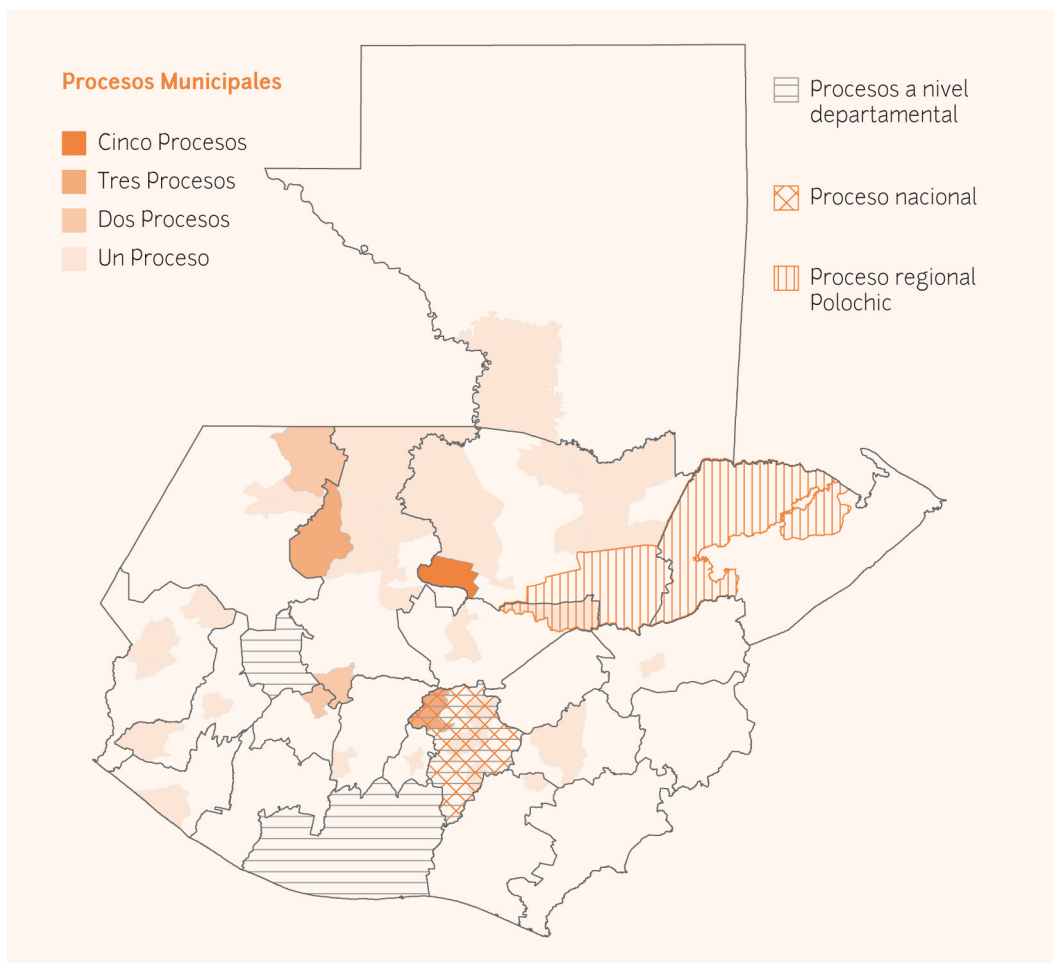 Procesos Municipales
Cinco Procesos
Tres Procesos
Dos Procesos
Un Proceso
Procesos a nivel
departamental
Proceso nacional
Proceso regional
Polochic